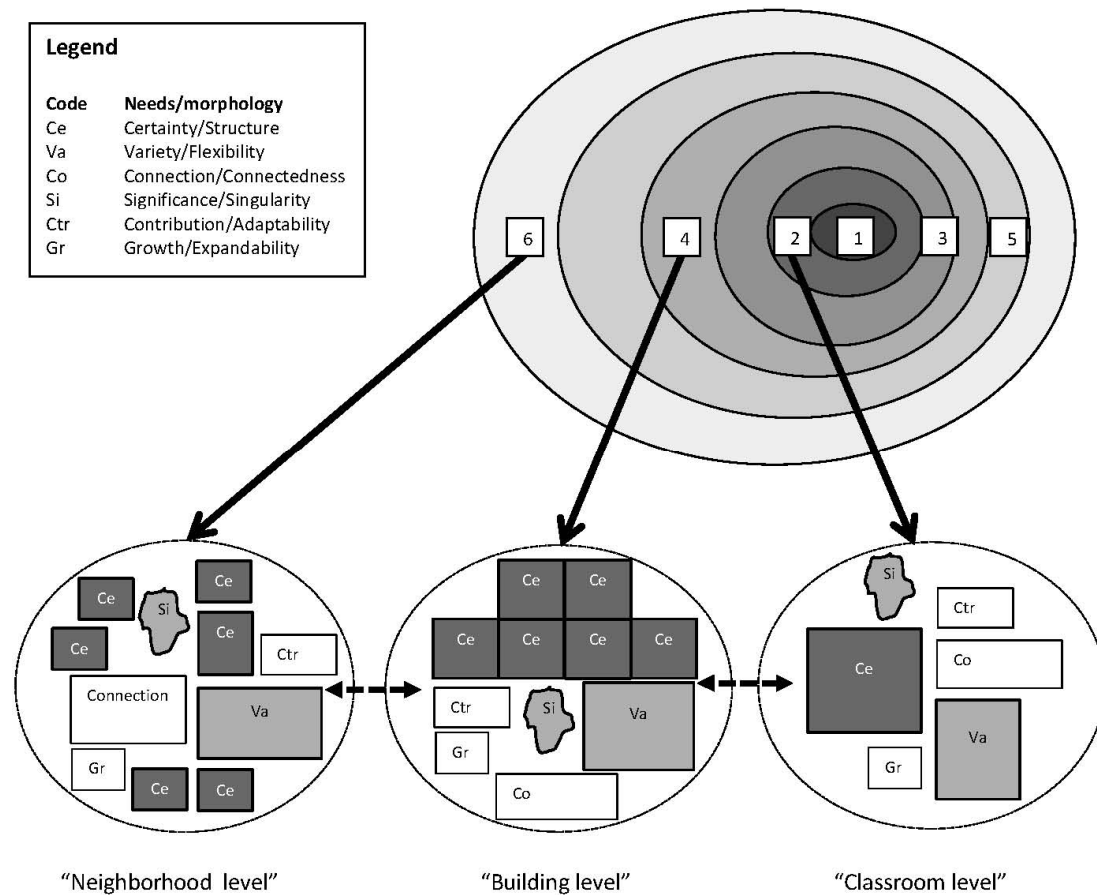 Legend
Code Needs/morphology
Ce Certainty/Structure
Va Variety/Flexibility
Co Connection/Connectedness
Si Significance/Singularity
Ctr Contribution/Adaptability
Gr Growth/Expandability
6 4 2 1 3 5
Ce
Ce
Si
Ce
Ce
Ctr
Connection
Va
Gr
Ce
Ce
Ce Ce
Ce Ce Ce Ce
Ctr
Si
Va
Gr
Co
Si
Ctr
Ce
Co
Va
Gr
"Neighborhood level" "Building level" "Classroom level"